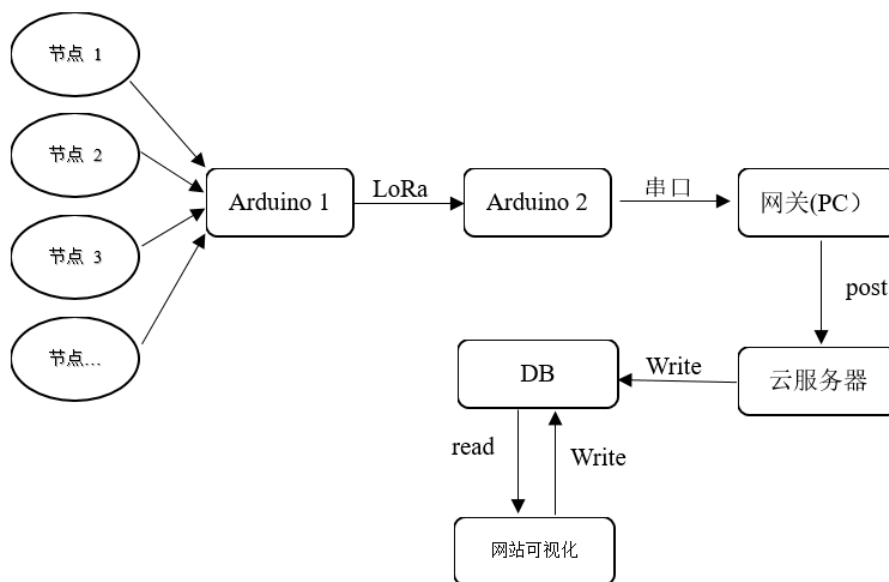 节点 1
节点 2
节点 3
节点...
Arduino 1
LoRa
Arduino 2
串口
网关(PC）
post
云服务器
Write
DB
read
Write
网站可视化